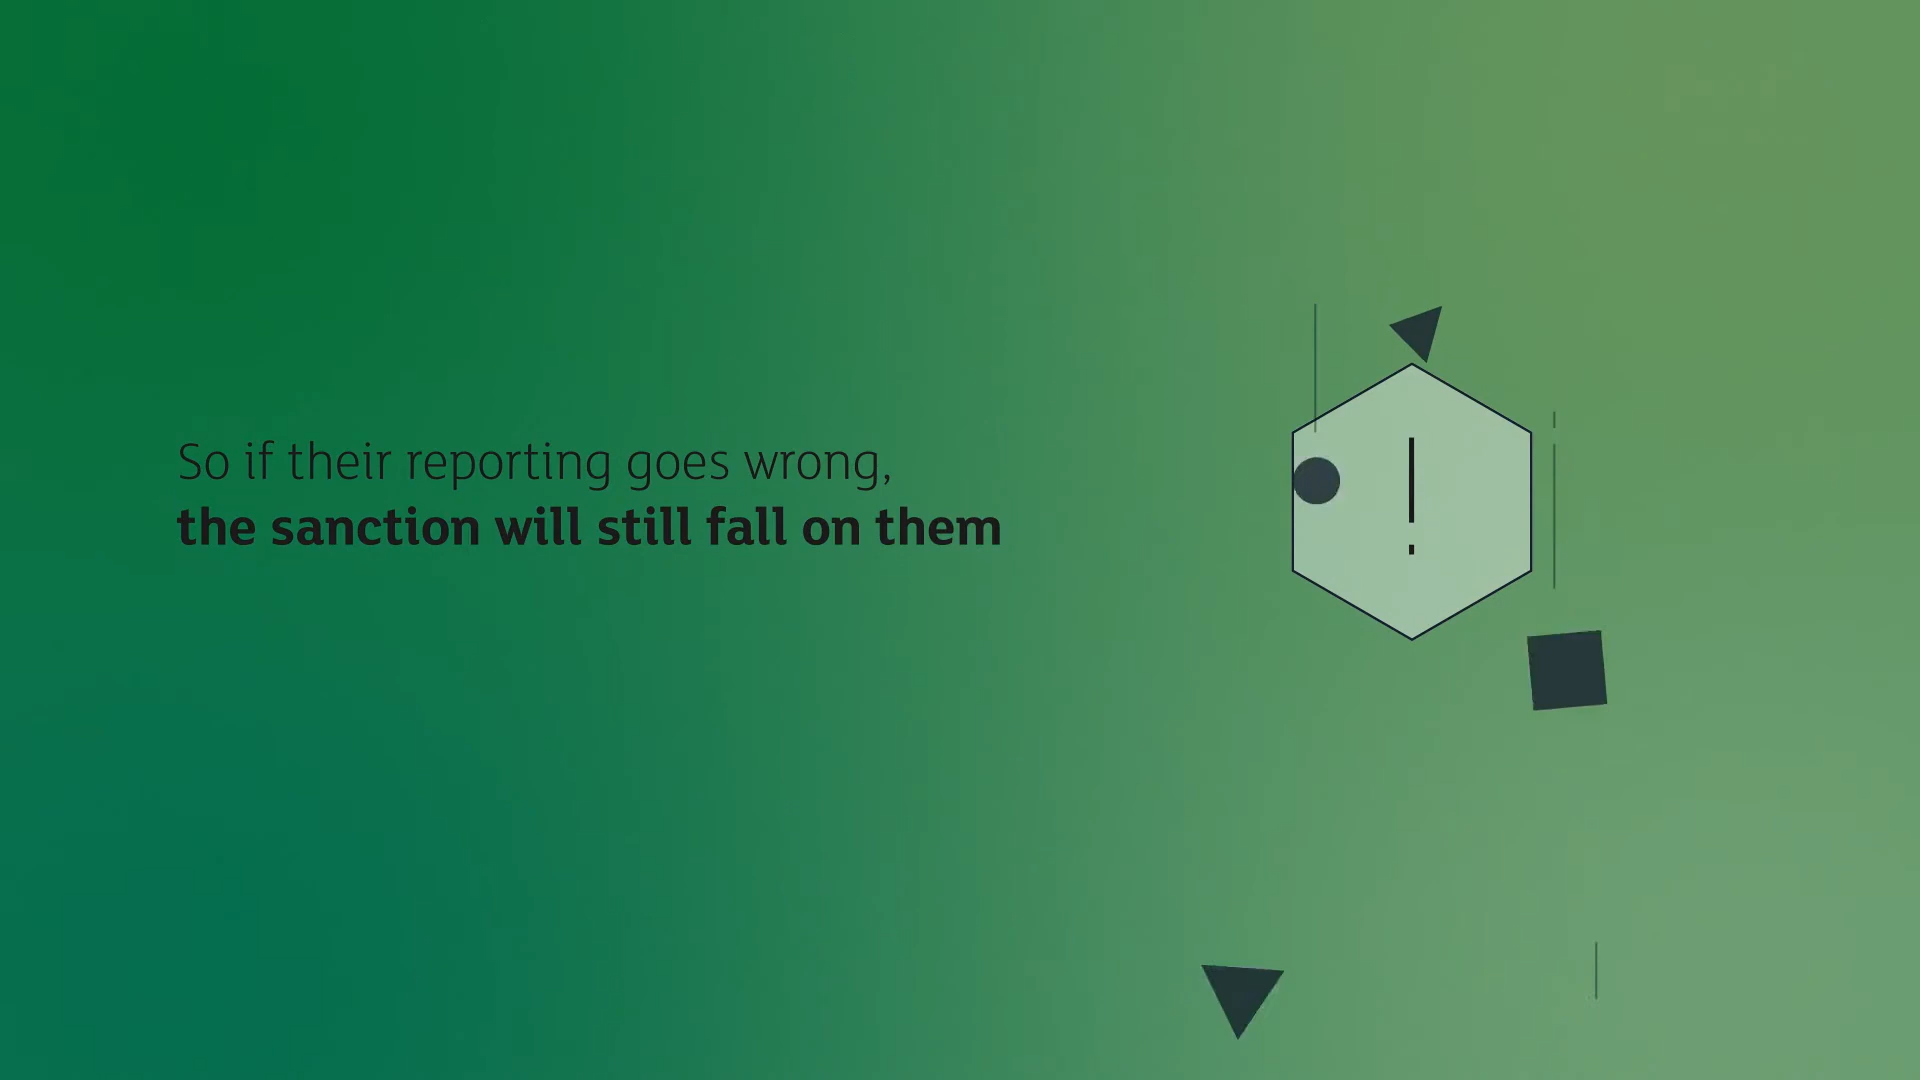 So if their reporting goes wrong,
the sanction will still fall on them
!